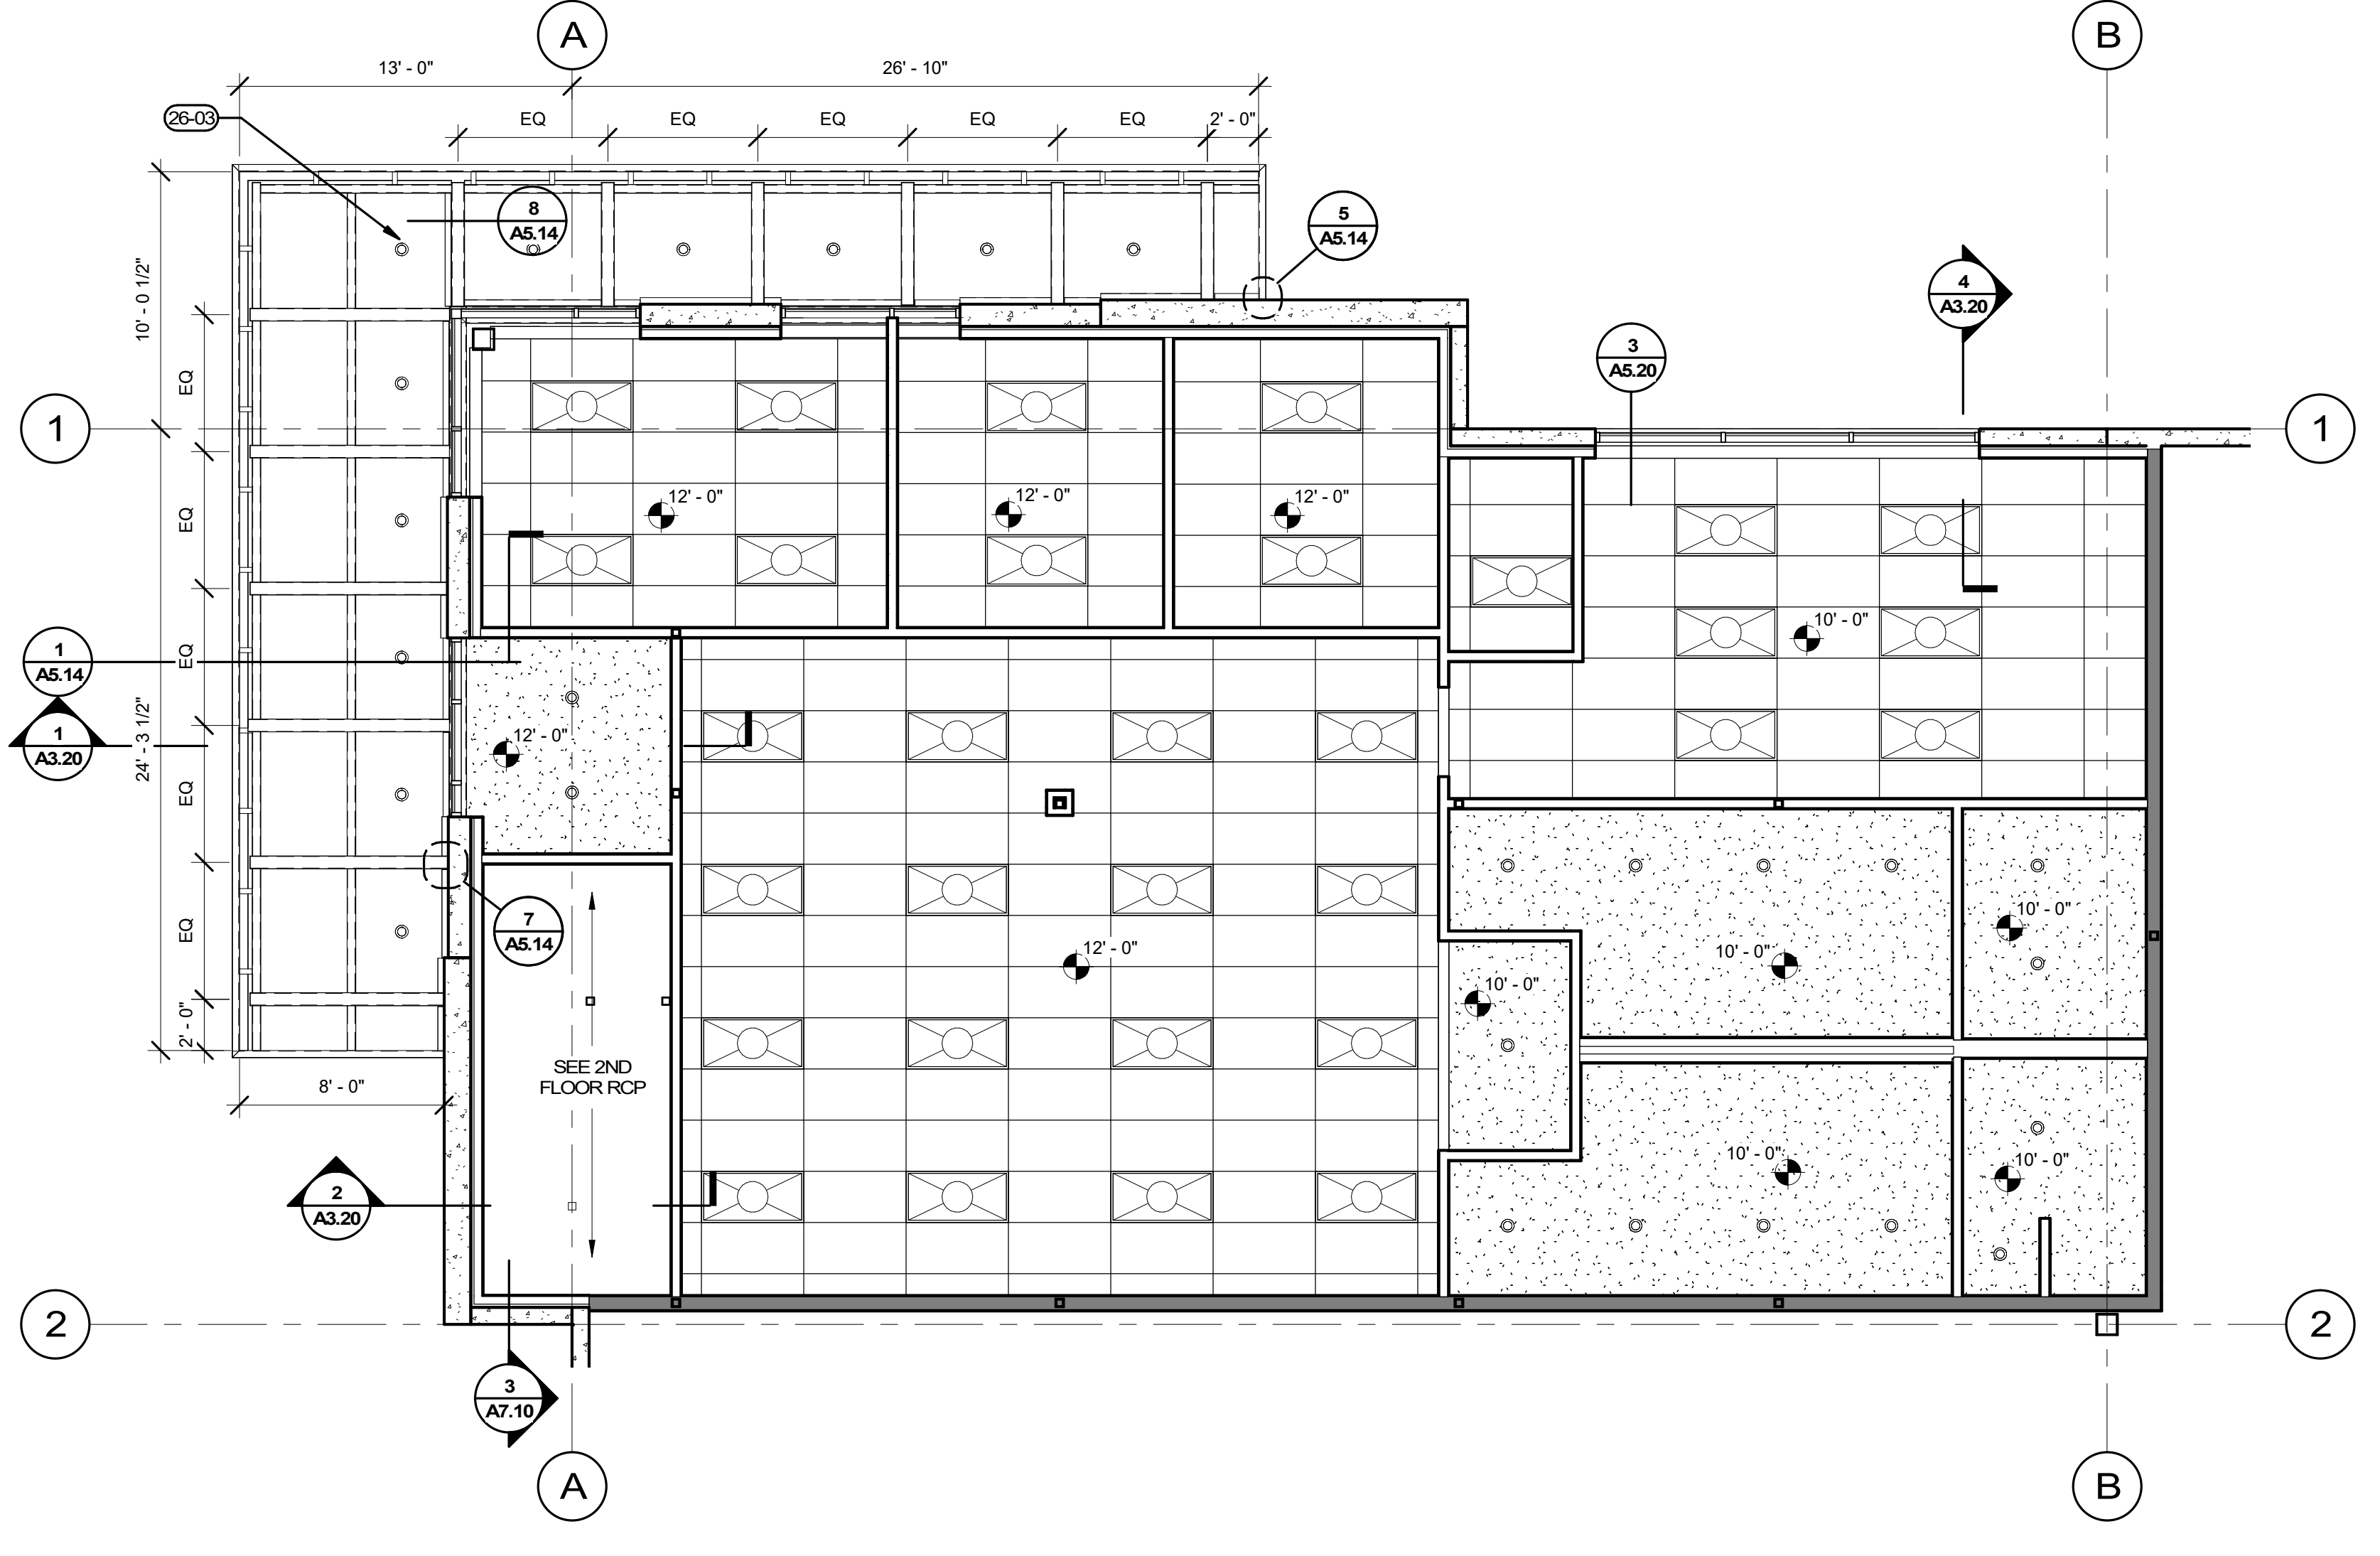 A
B
13' - 0"
26' - 10"
26-03
EQ
EQ
EQ
EQ
EQ
2' - 0"
8
A5.14
5
A5.14
4
A3.20
10' - 0 1/2"
3
A5.20
EQ
1
1
12' - 0"
12' - 0"
12' - 0"
EQ
10' - 0"
1
A5.14
EQ
1
A3.20
12' - 0"
24' - 3 1/2"
EQ
7
A5.14
EQ
12' - 0"
10' - 0"
10' - 0"
10' - 0"
2' - 0"
SEE 2ND
FLOOR RCP
8' - 0"
10' - 0"
10' - 0"
2
A3.20
2
2
3
A7.10
A
B